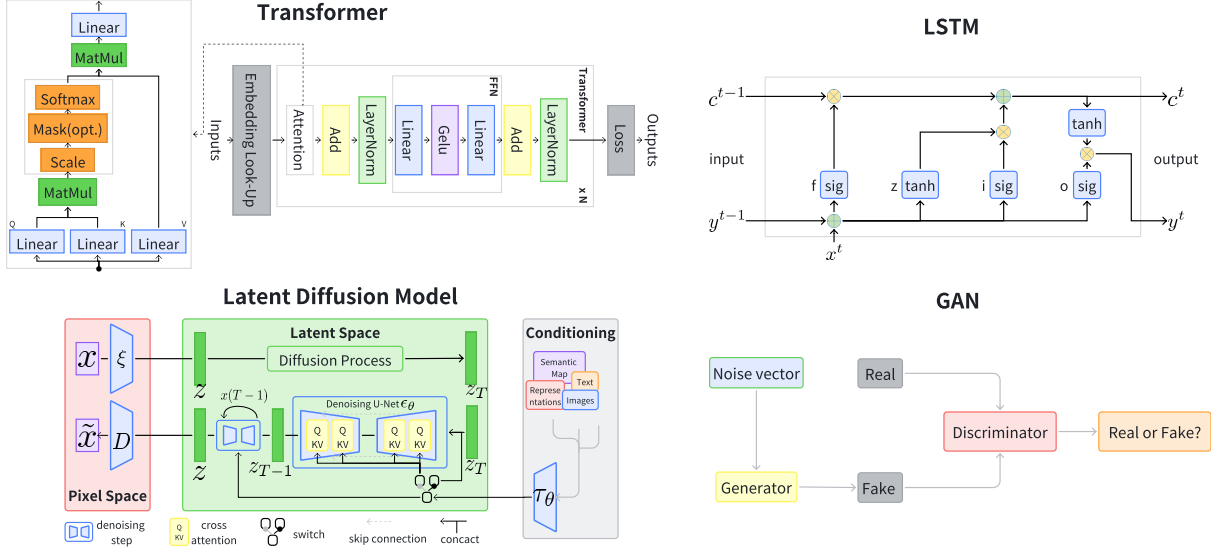 Transformer
Linear
MatMul
Softmax
Mask(opt.)
Scale
MatMul
Q
K
V
Linear
Linear
Linear
Inputs
Embedding Look-Up
Attention
Add
LayerNorm
FFN
Linear
Gelu
Linear
Add
LayerNorm
Transformer
x N
Loss
Outputs
LSTM
c^{t-1}
c^t
tanh
input
output
f
sig
z
tanh
i
sig
o
sig
y^{t-1}
y^t
x^t
Latent Diffusion Model
x
ξ
x̃
D
Pixel Space
Latent Space
Diffusion Process
z
z_T
x(T − 1)
Denoising U-Net ϵ_θ
Q
KV
Q
KV
Q
KV
Q
KV
z
z_{T−1}
z_T
Conditioning
Semantic
Map
Text
Represe
ntations
Images
τ_θ
denoising
step
Q
KV
cross
attention
switch
skip connection
concact
GAN
Noise vector
Real
Discriminator
Real or Fake?
Generator
Fake